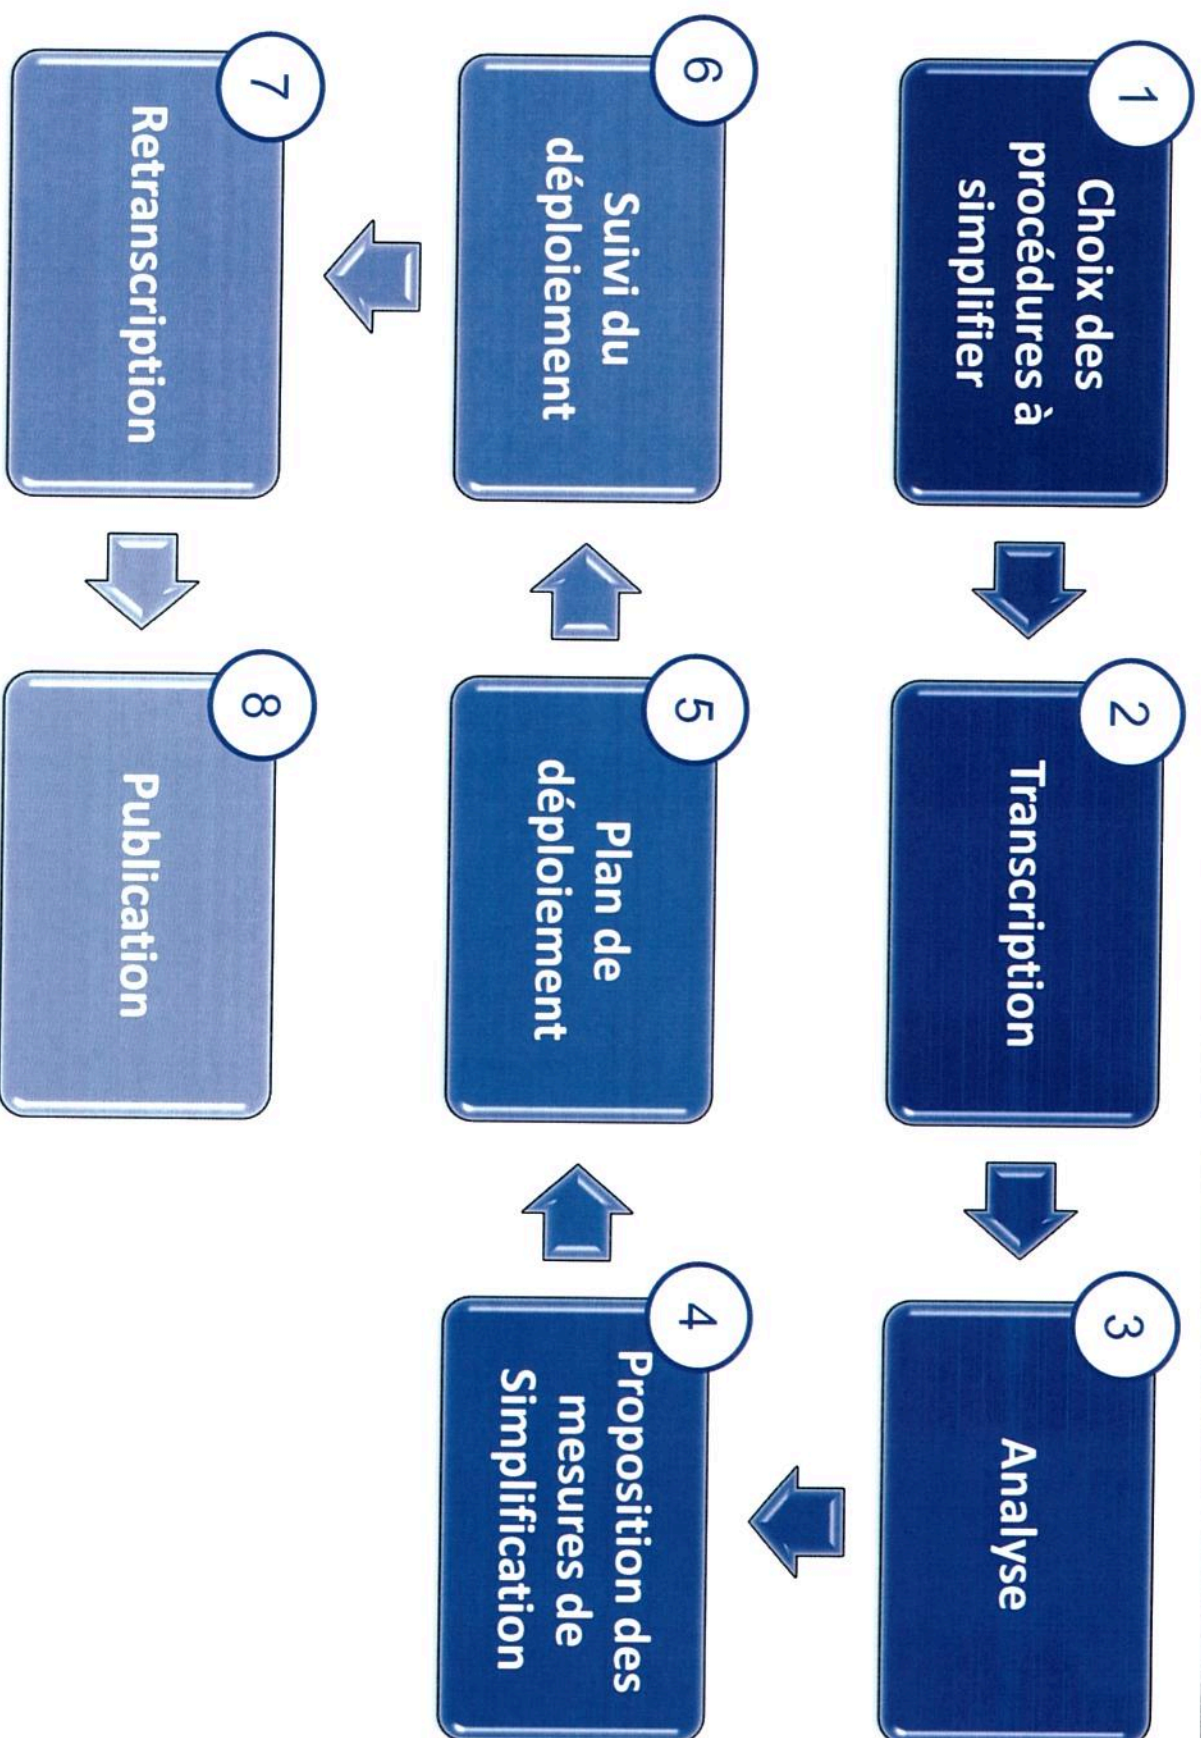 1
Choix des
procédures à
simplifier
2
Transcription
3
Analyse
4
Proposition des
mesures de
Simplification
5
Plan de
déploiement
6
Suivi du
déploiement
7
Retranscription
8
Publication